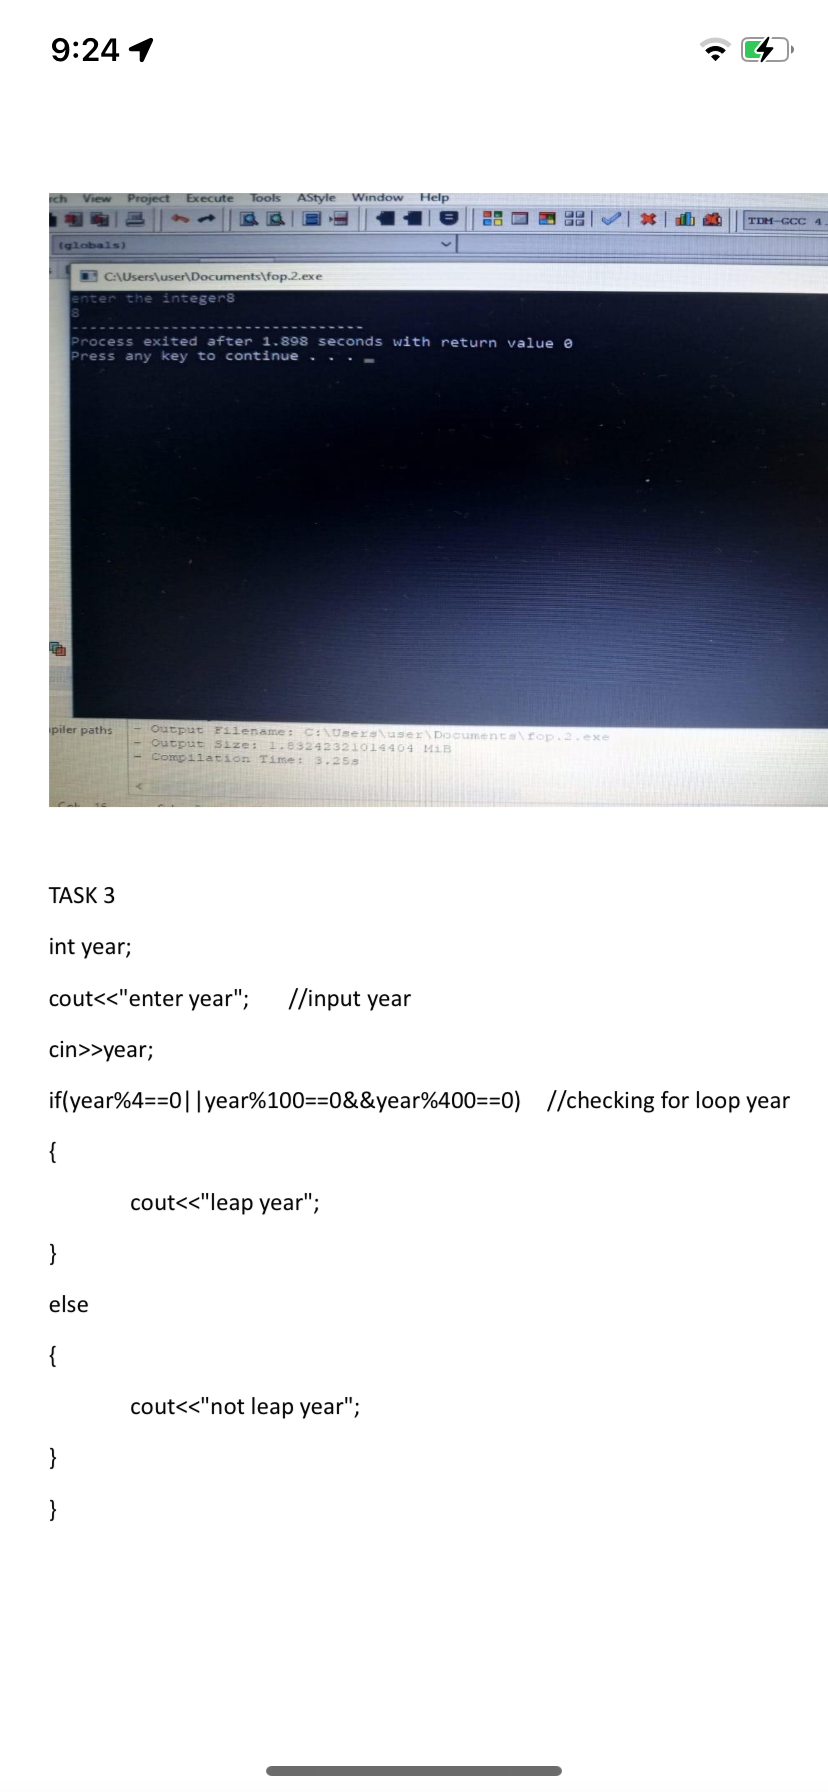 9:24
rch View Project Execute Tools AStyle Window Help
TDM-GCC 4.
(globals)
C:\Users\user\Documents\fop.2.exe
enter the integer8
8
--------------------------------
Process exited after 1.898 seconds with return value 0
Press any key to continue . . . _
piler paths
- Output Filename: C:\Users\user\Documents\fop.2.exe
- Output Size: 1.83242321014404 MiB
- Compilation Time: 3.25s
TASK 3
int year;
cout<<"enter year"; //input year
cin>>year;
if(year%4==0||year%100==0&&year%400==0) //checking for loop year
{
cout<<"leap year";
}
else
{
cout<<"not leap year";
}
}